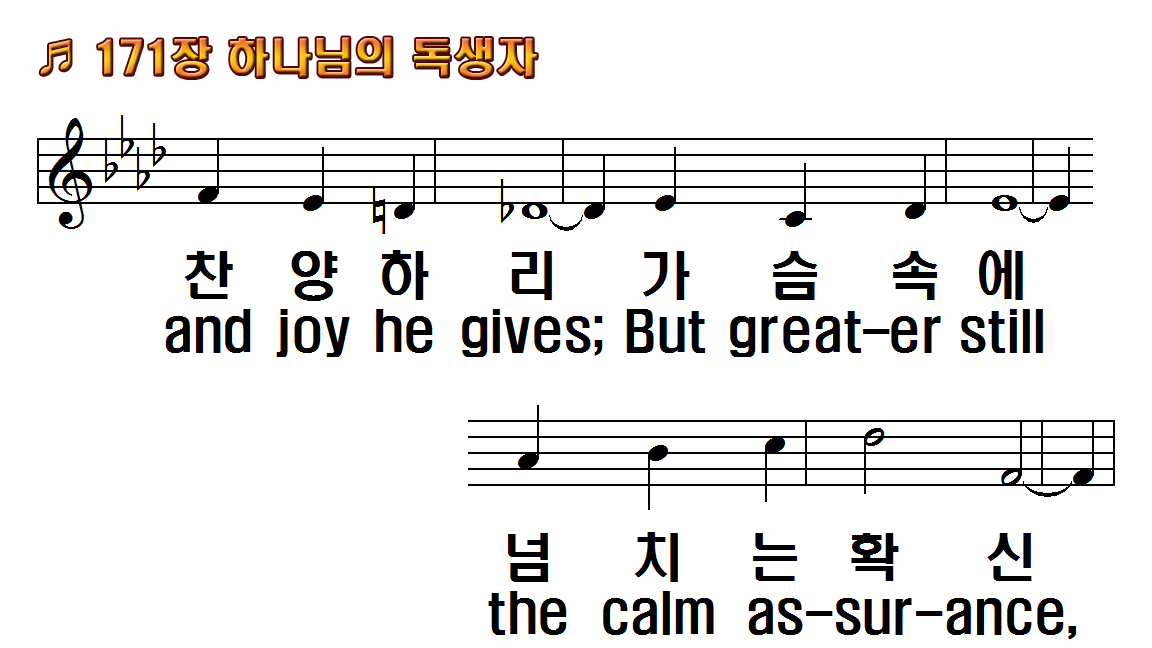 171장 하나님의 독생자
찬 양 하 리 가 슴 속 에
and joy he gives; But great-er still
넘 치 는 확 신
the calm as-sur-ance,